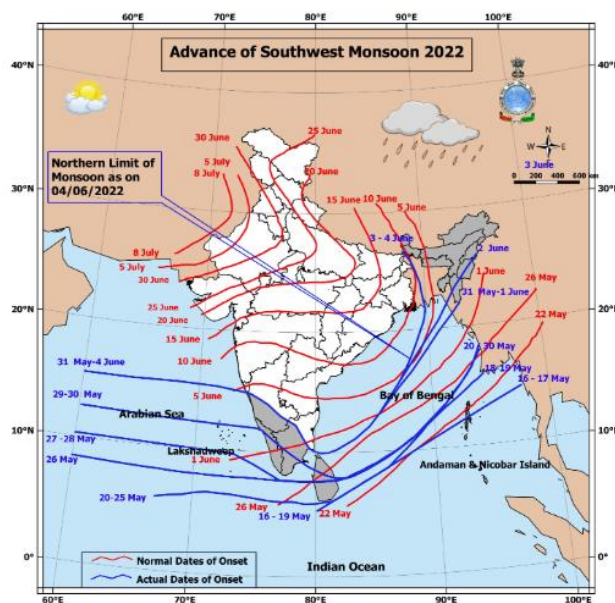 60°E
70°E
80°E
90°E
100°E
Advance of Southwest Monsoon 2022
40°N
40°N
30 June
25 June
N
W
E
S
3 June
0
200
400
600 km
Northern Limit of
Monsoon as on
04/06/2022
5 July
8 July
20 June
15 June
10 June
5 June
30°N
30°N
3 - 4 June
2 June
8 July
5 July
30 June
1 June
26 May
31 May-1 June
25 June
20 June
15 June
22 May
20°N
20°N
10 June
20 - 30 May
31 May-4 June
18-19 May
16 - 17 May
29-30 May
5 June
Bay of Bengal
Arabian Sea
27 -28 May
10°N
10°N
Lakshadweep
26 May
1 June
Andaman & Nicobar Island
20-25 May
26 May
16 - 19 May
22 May
0°
0°
Normal Dates of Onset
Actual Dates of Onset
Indian Ocean
60°E
70°E
80°E
90°E
100°E